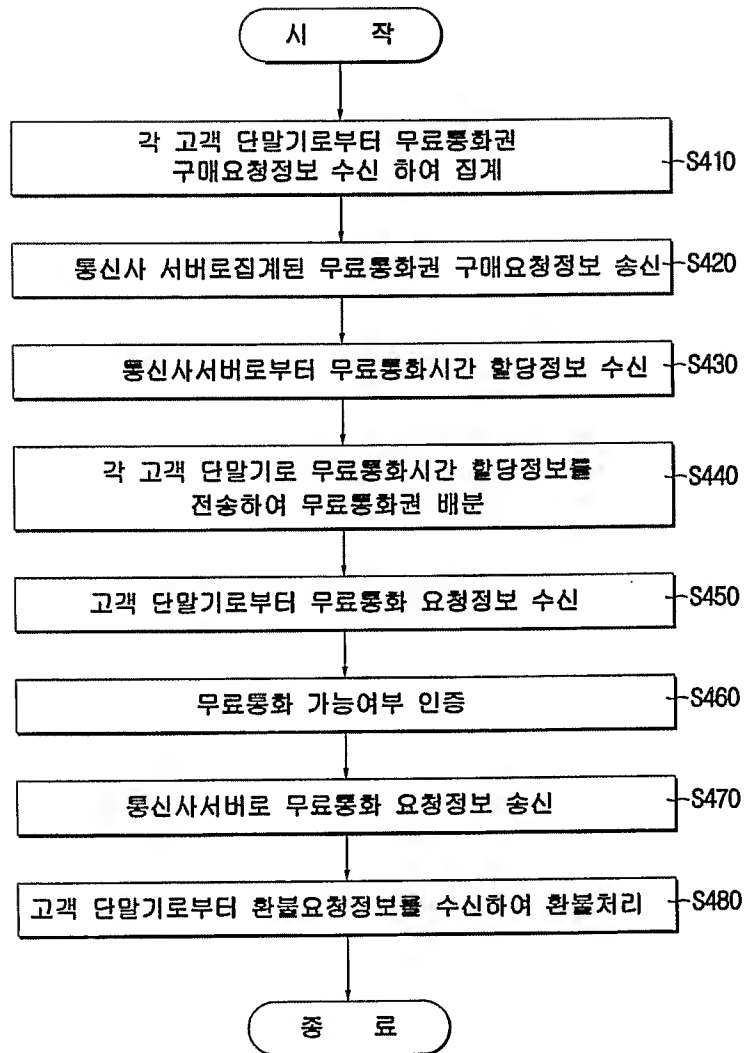 시 작
각 고객 단말기로부터 무료통화권
구매요청정보 수신 하여 집계
S410
통신사 서버로집계된 무료통화권 구매요청정보 송신
S420
통신사서버로부터 무료통화시간 할당정보 수신
S430
각 고객 단말기로 무료통화시간 할당정보를
전송하여 무료통화권 배분
S440
고객 단말기로부터 무료통화 요청정보 수신
S450
무료통화 가능여부 인증
S460
통신사서버로 무료통화 요청정보 송신
S470
고객 단말기로부터 환불요청정보를 수신하여 환불처리
S480
종 료